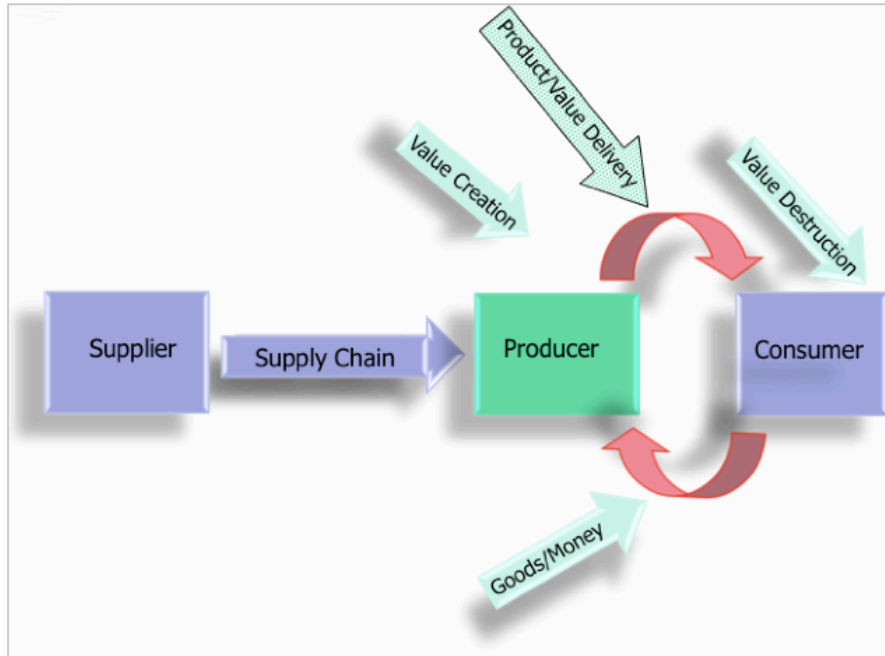 Product/Value Delivery
Value Creation
Value Destruction
Supplier
Supply Chain
Producer
Consumer
Goods/Money